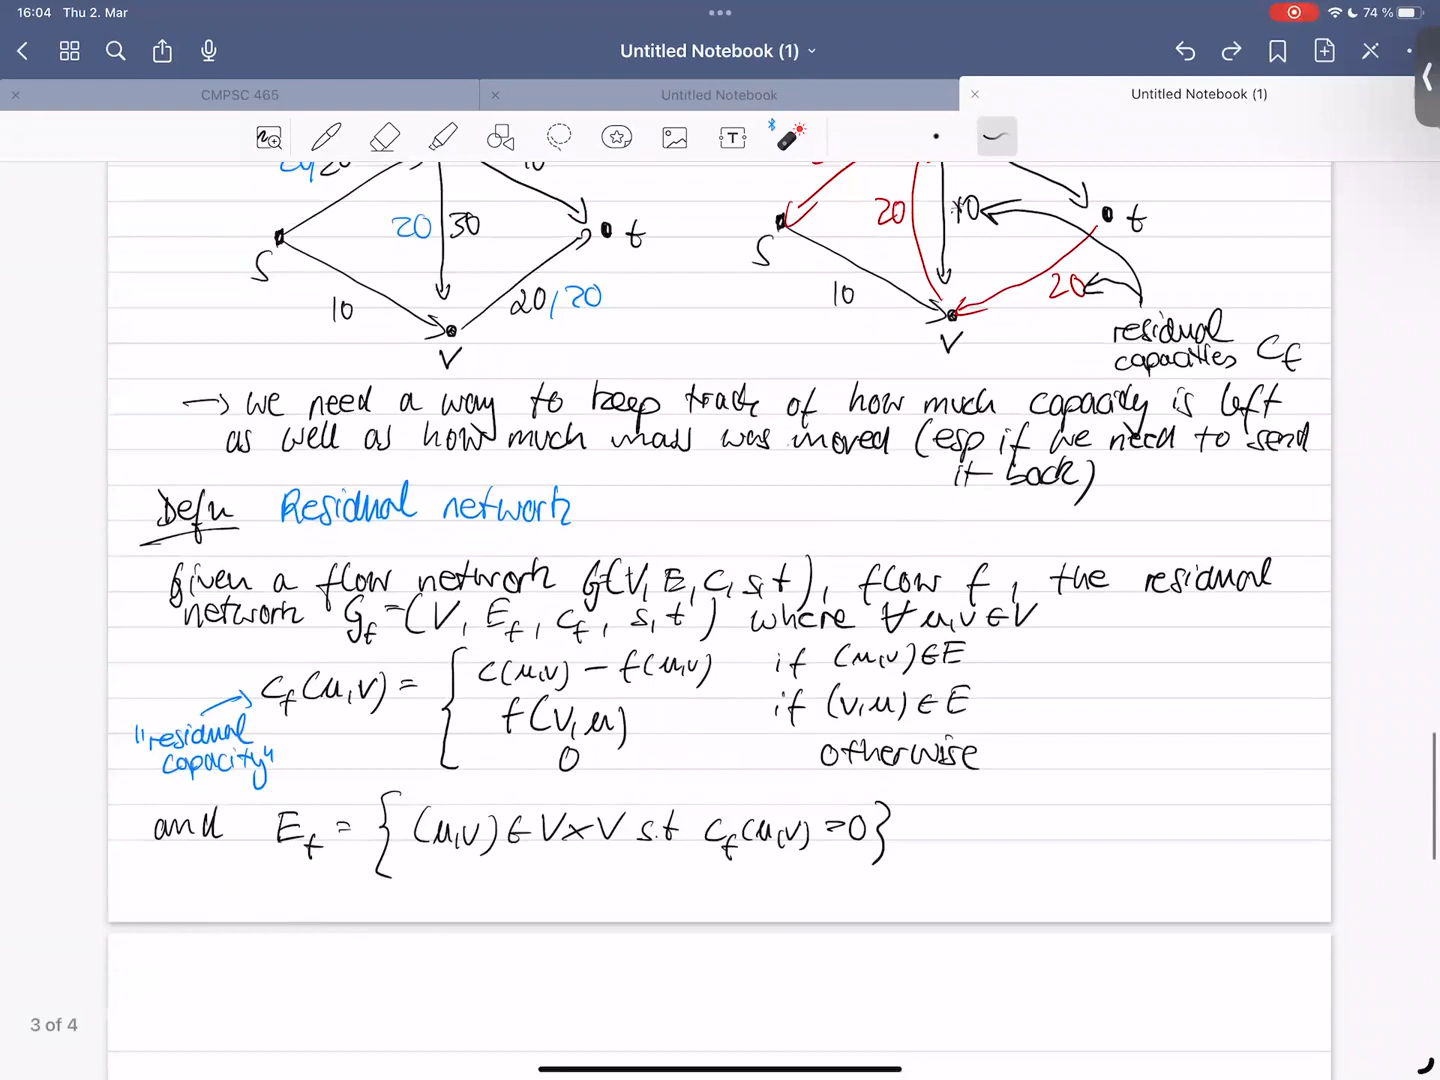 16:04 Thu 2. Mar
74 %
Untitled Notebook (1)
CMPSC 465
Untitled Notebook
Untitled Notebook (1)
20 30
10
20/20
S
t
V
20
10
20
10
S
t
V
residual
capacities Cf
→ we need a way to keep track of how much capacity is left
as well as how much mass was moved (esp if we need to send
it back)
Defn Residual network
Given a flow network G(V, E, c, s, t), flow f, the residual
network Gf = (V, Ef, cf, s, t) where ∀ u,v ∈ V
cf(u,v) = { c(u,v) − f(u,v) if (u,v) ∈ E
f(v,u) if (v,u) ∈ E
0 otherwise
"residual
capacity"
and Ef = { (u,v) ∈ V×V s.t cf(u,v) >0}
3 of 4